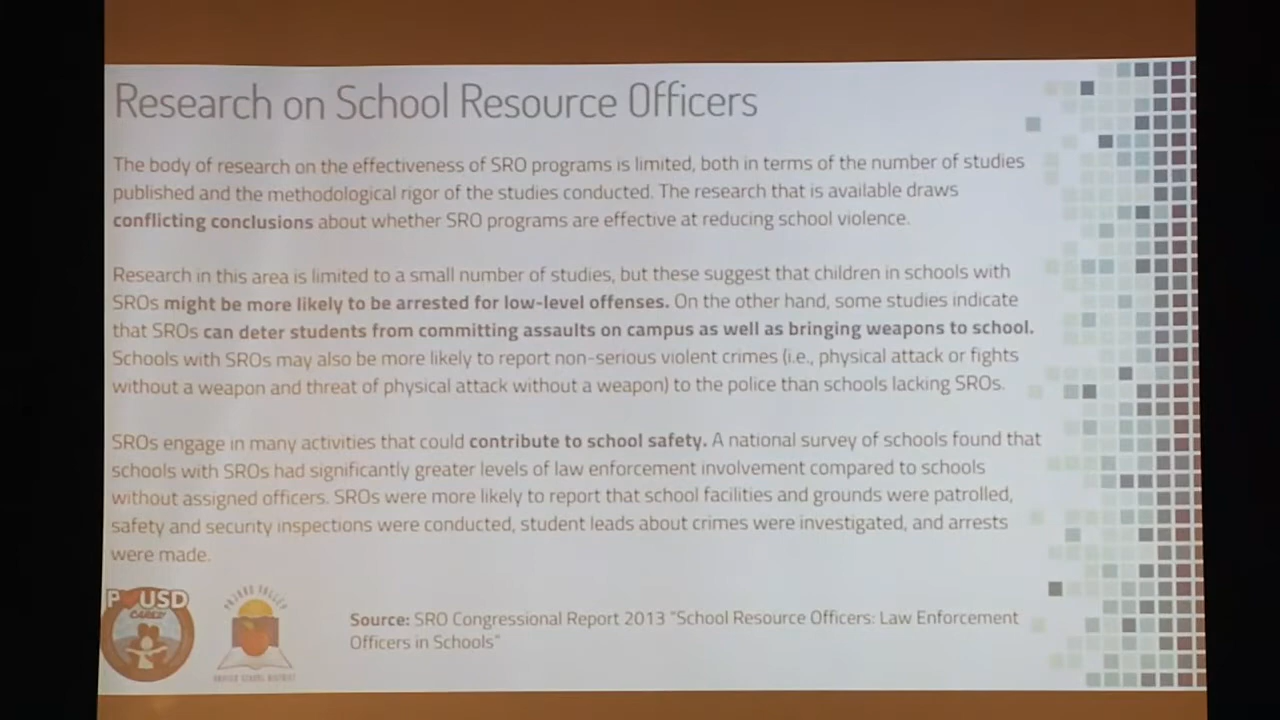 Research on School Resource Officers
The body of research on the effectiveness of SRO programs is limited, both in terms of the number of studies
published and the methodological rigor of the studies conducted. The research that is available draws
conflicting conclusions about whether SRO programs are effective at reducing school violence.
Research in this area is limited to a small number of studies, but these suggest that children in schools with
SROs might be more likely to be arrested for low-level offenses. On the other hand, some studies indicate
that SROs can deter students from committing assaults on campus as well as bringing weapons to school.
Schools with SROs may also be more likely to report non-serious violent crimes (i.e., physical attack or fights
without a weapon and threat of physical attack without a weapon) to the police than schools lacking SROs.
SROs engage in many activities that could contribute to school safety. A national survey of schools found that
schools with SROs had significantly greater levels of law enforcement involvement compared to schools
without assigned officers. SROs were more likely to report that school facilities and grounds were patrolled,
safety and security inspections were conducted, student leads about crimes were investigated, and arrests
were made.
P USD
CARES
PAJARO VALLEY
UNIFIED SCHOOL DISTRICT
Source: SRO Congressional Report 2013 "School Resource Officers: Law Enforcement
Officers in Schools"